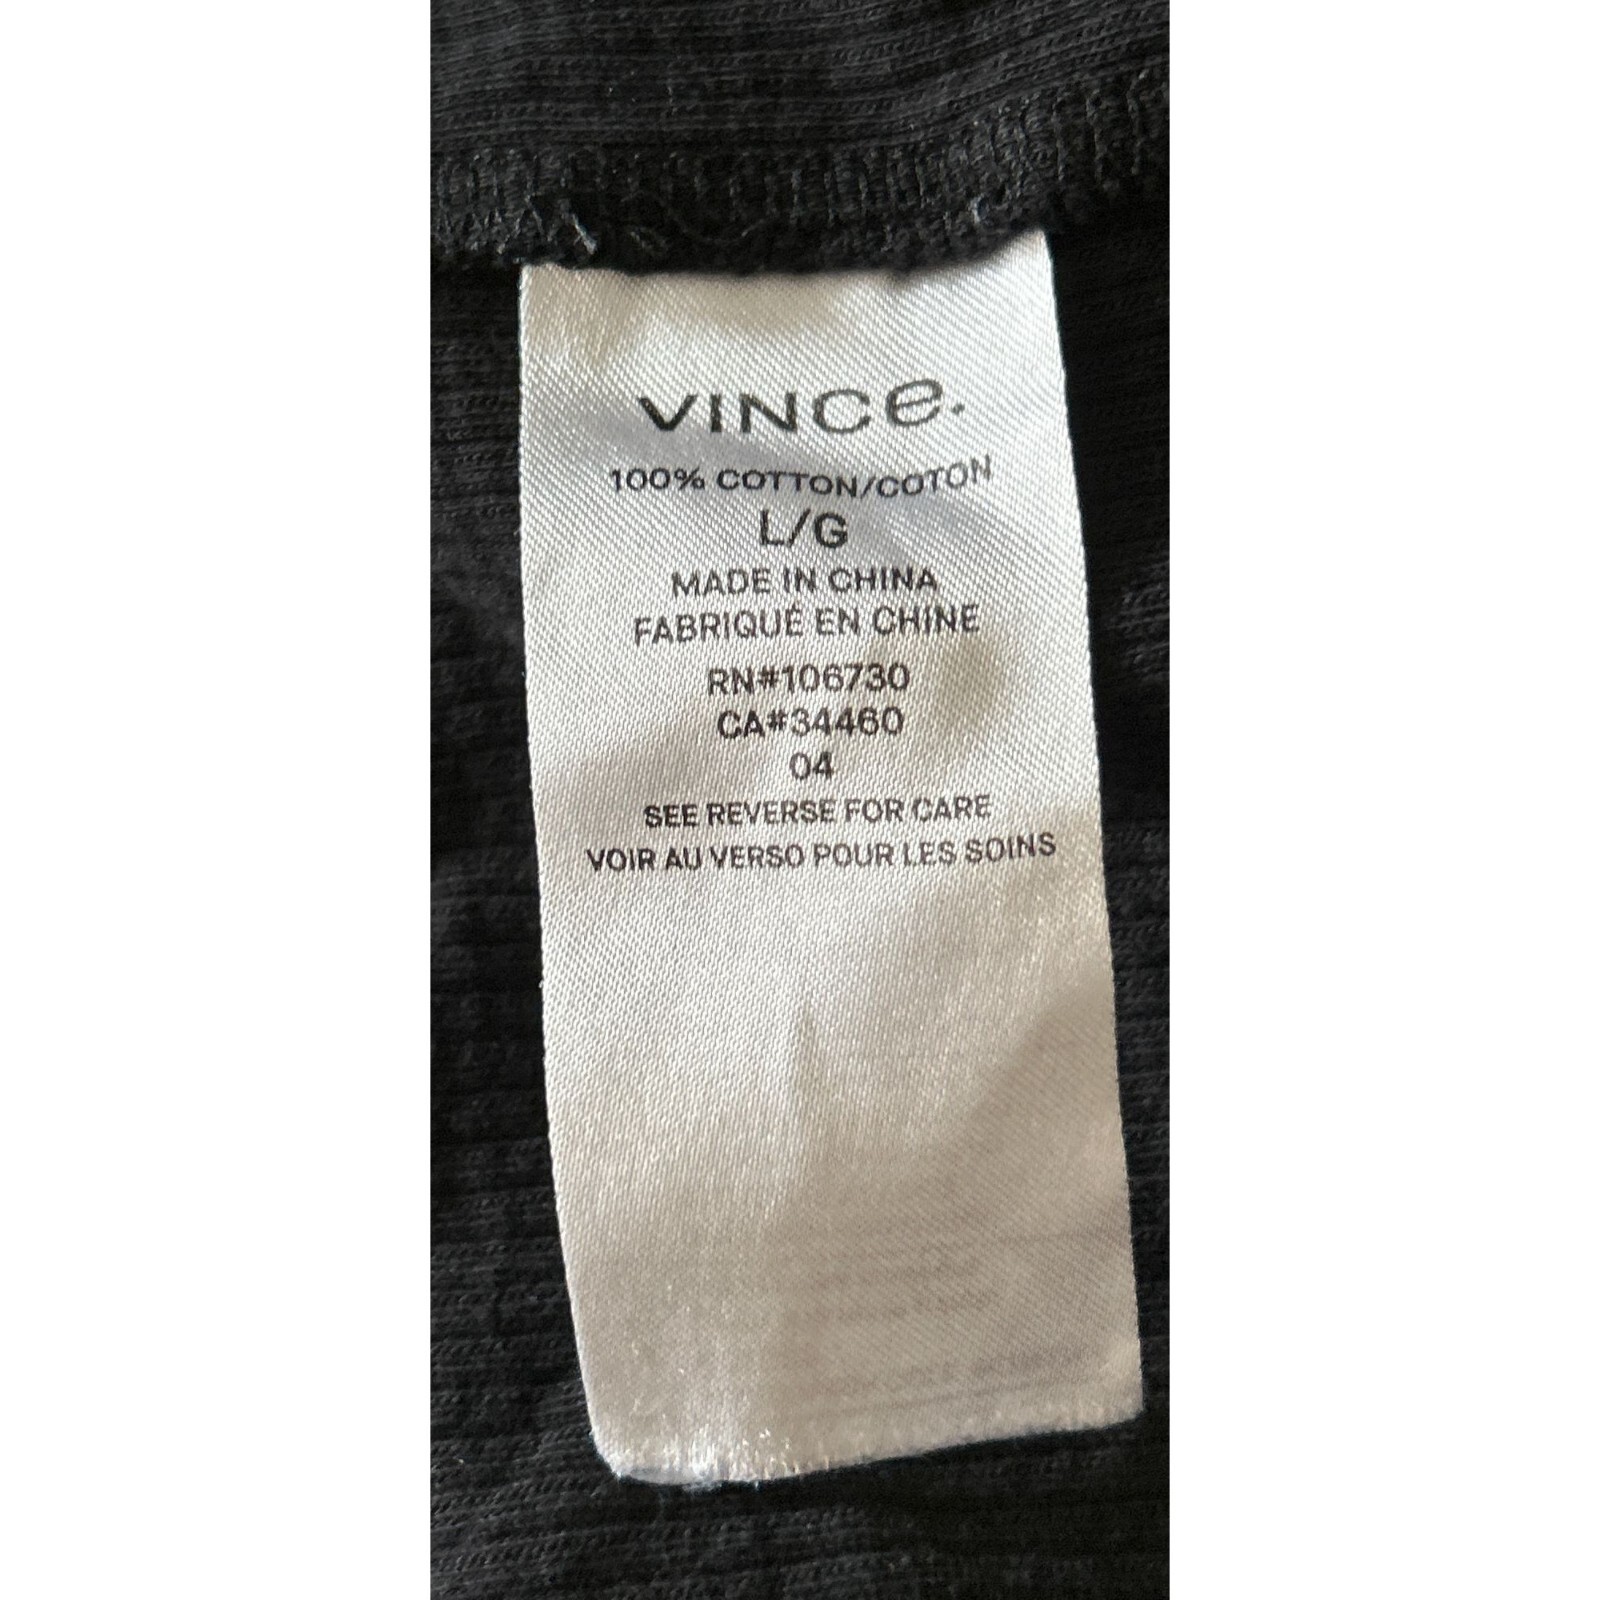 VINCe.
100% COTTON/COTON
L/G
MADE IN CHINA
FABRIQUÉ EN CHINE
RN#106730
CA#34460
04
SEE REVERSE FOR CARE
VOIR AU VERSO POUR LES SOINS